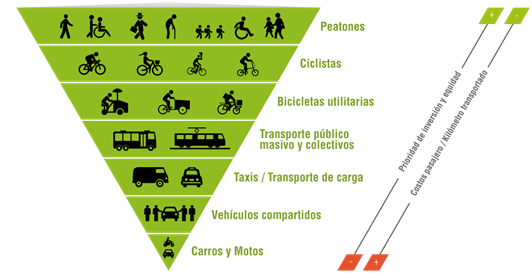 Peatones
Ciclistas
Bicicletas utilitarias
Transporte público
masivo y colectivos
Taxis / Transporte de carga
Vehículos compartidos
Carros y Motos
+
-
Prioridad de inversión y equidad
Costos pasajero / Kilómetro transportado
-
+